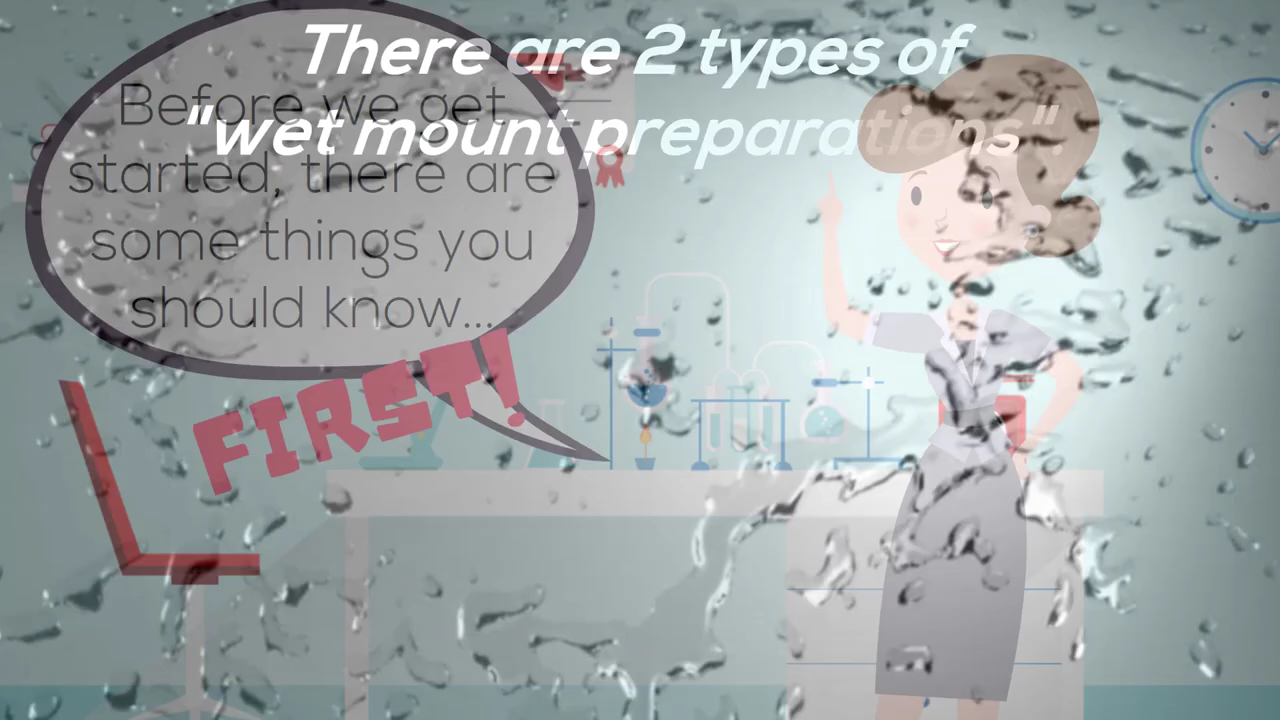 There are 2 types of
"wet mount preparations".
Before we get
started, there are
some things you
should know...
FIRST!